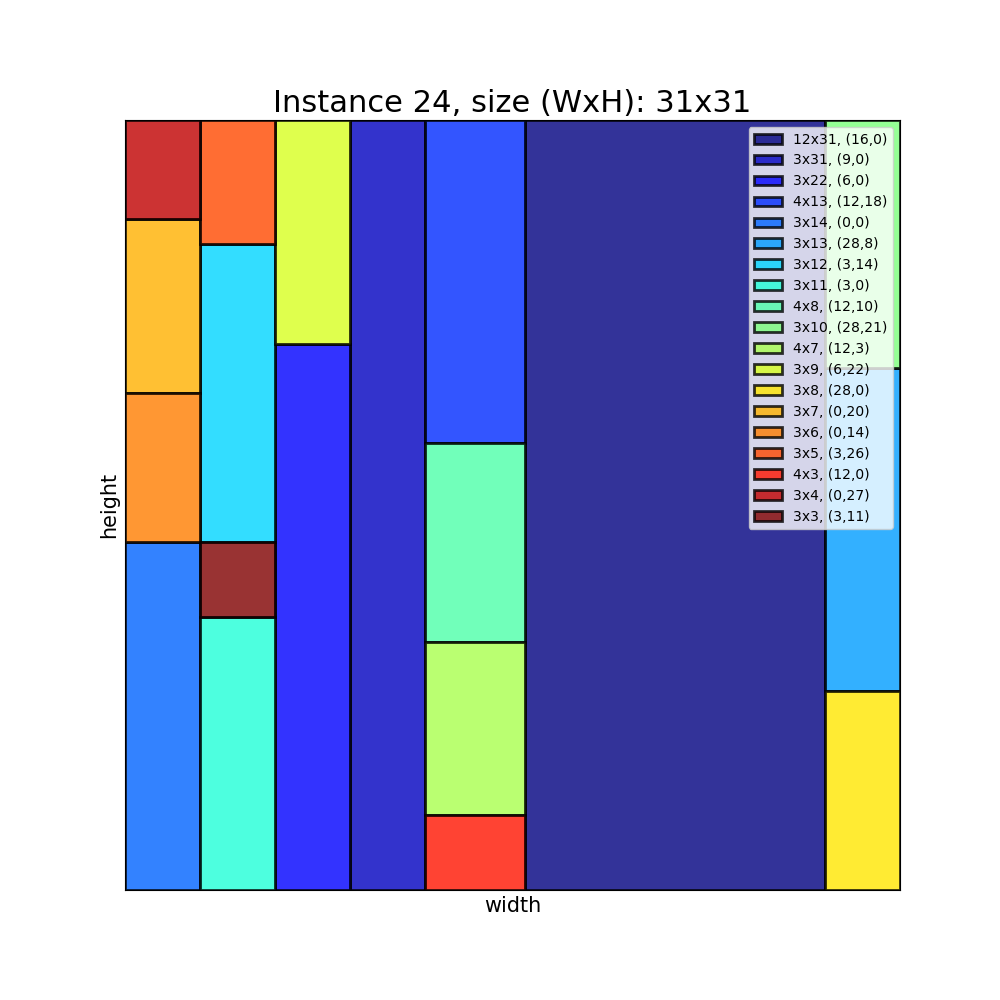 Instance 24, size (WxH): 31x31
12x31, (16,0)
3x31, (9,0)
3x22, (6,0)
4x13, (12,18)
3x14, (0,0)
3x13, (28,8)
3x12, (3,14)
3x11, (3,0)
4x8, (12,10)
3x10, (28,21)
4x7, (12,3)
3x9, (6,22)
3x8, (28,0)
3x7, (0,20)
3x6, (0,14)
3x5, (3,26)
4x3, (12,0)
3x4, (0,27)
3x3, (3,11)
height
width